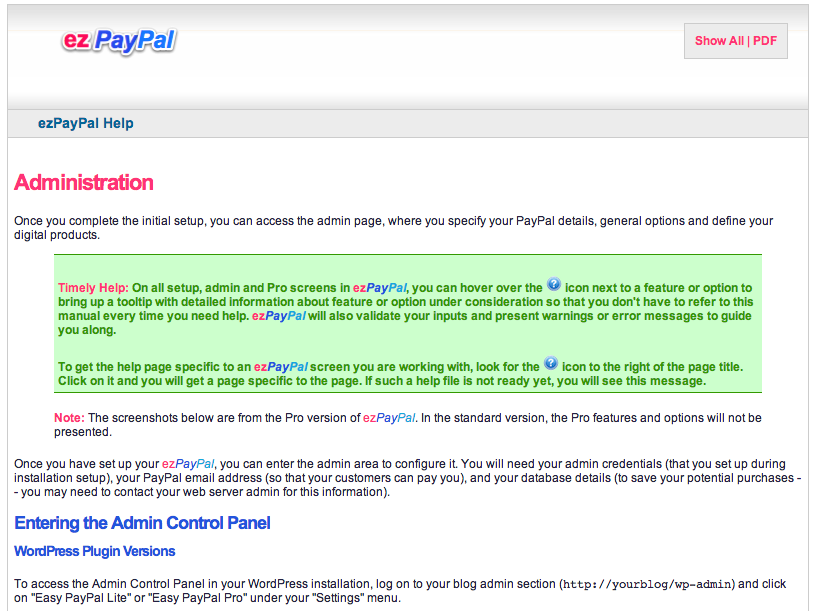 ez PayPal
Show All | PDF
ezPayPal Help
Administration
Once you complete the initial setup, you can access the admin page, where you specify your PayPal details, general options and define your
digital products.
Timely Help: On all setup, admin and Pro screens in ezPayPal, you can hover over the ? icon next to a feature or option to
bring up a tooltip with detailed information about feature or option under consideration so that you don't have to refer to this
manual every time you need help. ezPayPal will also validate your inputs and present warnings or error messages to guide
you along.
To get the help page specific to an ezPayPal screen you are working with, look for the ? icon to the right of the page title.
Click on it and you will get a page specific to the page. If such a help file is not ready yet, you will see this message.
Note: The screenshots below are from the Pro version of ezPayPal. In the standard version, the Pro features and options will not be
presented.
Once you have set up your ezPayPal, you can enter the admin area to configure it. You will need your admin credentials (that you set up during
installation setup), your PayPal email address (so that your customers can pay you), and your database details (to save your potential purchases -
- you may need to contact your web server admin for this information).
Entering the Admin Control Panel
WordPress Plugin Versions
To access the Admin Control Panel in your WordPress installation, log on to your blog admin section (http://yourblog/wp-admin) and click
on "Easy PayPal Lite" or "Easy PayPal Pro" under your "Settings" menu.